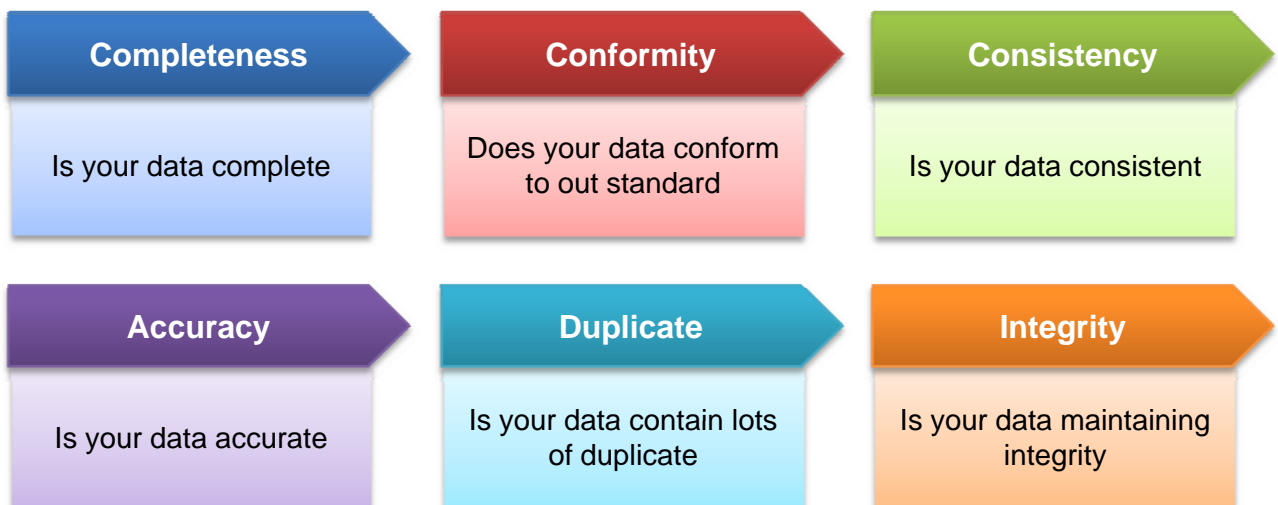 Completeness
Is your data complete
Conformity
Does your data conform
to out standard
Consistency
Is your data consistent
Accuracy
Is your data accurate
Duplicate
Is your data contain lots
of duplicate
Integrity
Is your data maintaining
integrity